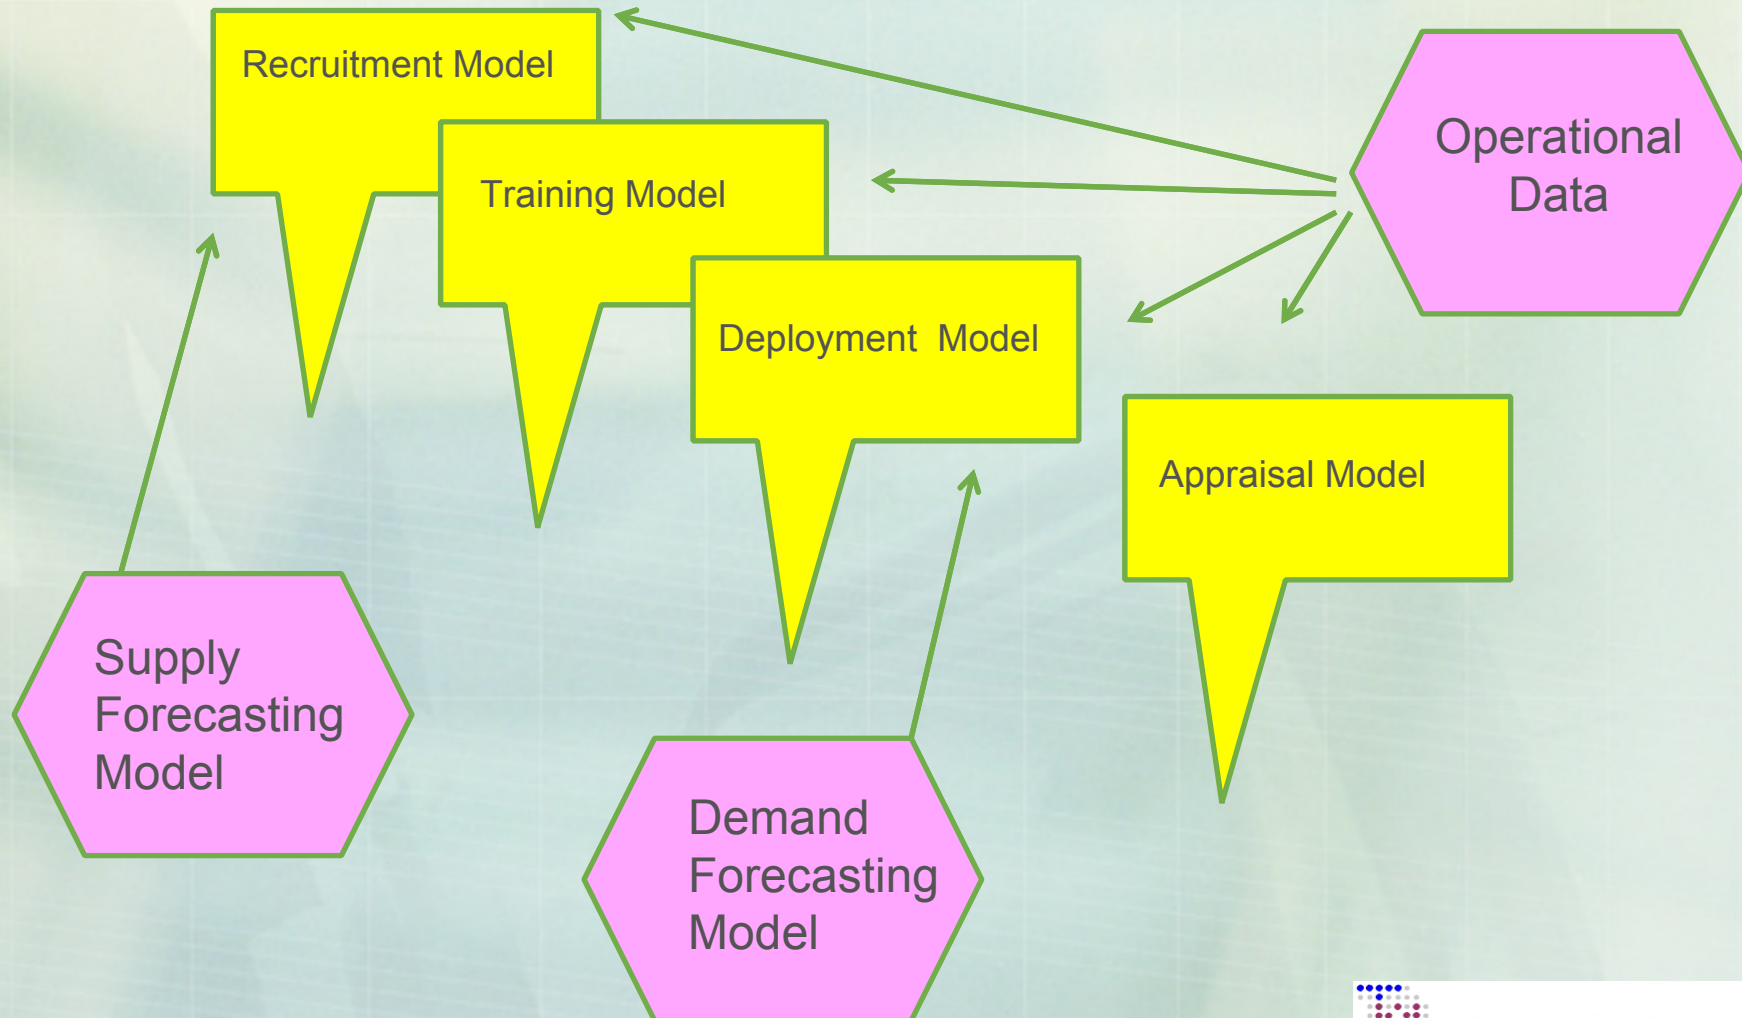 Recruitment Model
Operational
Data
Training Model
Deployment  Model
Appraisal Model
Supply
Forecasting
Model
Demand
Forecasting
Model